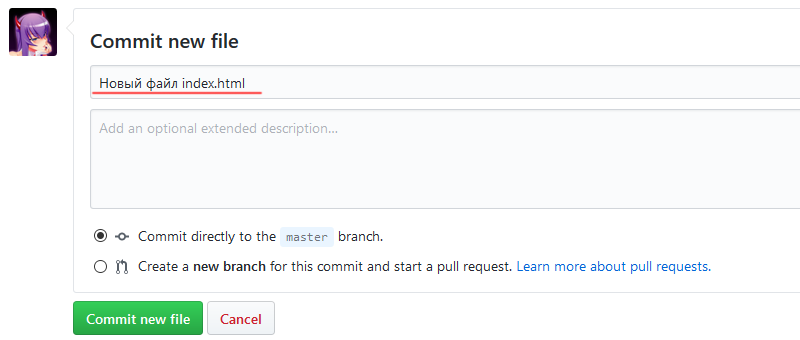 Commit new file
Новый файл index.html
Add an optional extended description...
Commit directly to the master branch.
Create a new branch for this commit and start a pull request. Learn more about pull requests.
Commit new file Cancel